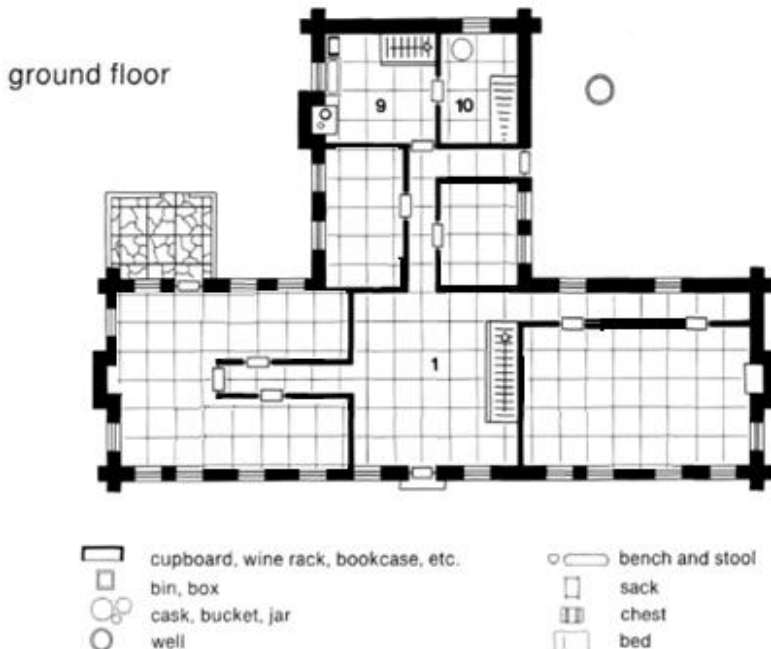 ground floor
9
10
1
cupboard, wine rack, bookcase, etc.
bin, box
cask, bucket, jar
well
bench and stool
sack
chest
bed